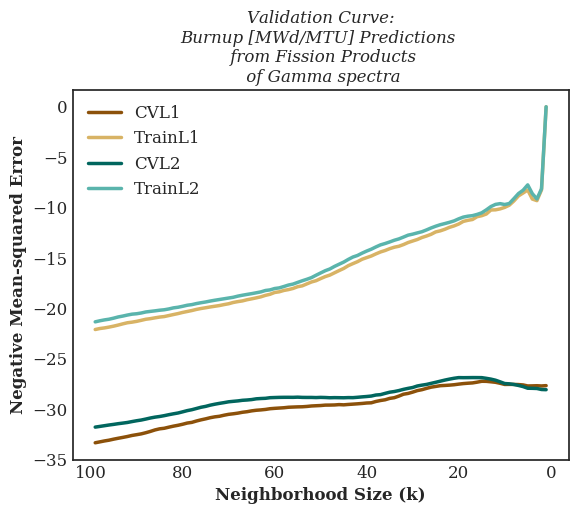 Validation Curve:
Burnup [MWd/MTU] Predictions
from Fission Products
of Gamma spectra
Negative Mean-squared Error
0
−5
−10
−15
−20
−25
−30
−35
CVL1
TrainL1
CVL2
TrainL2
100 80 60 40 20 0
Neighborhood Size (k)